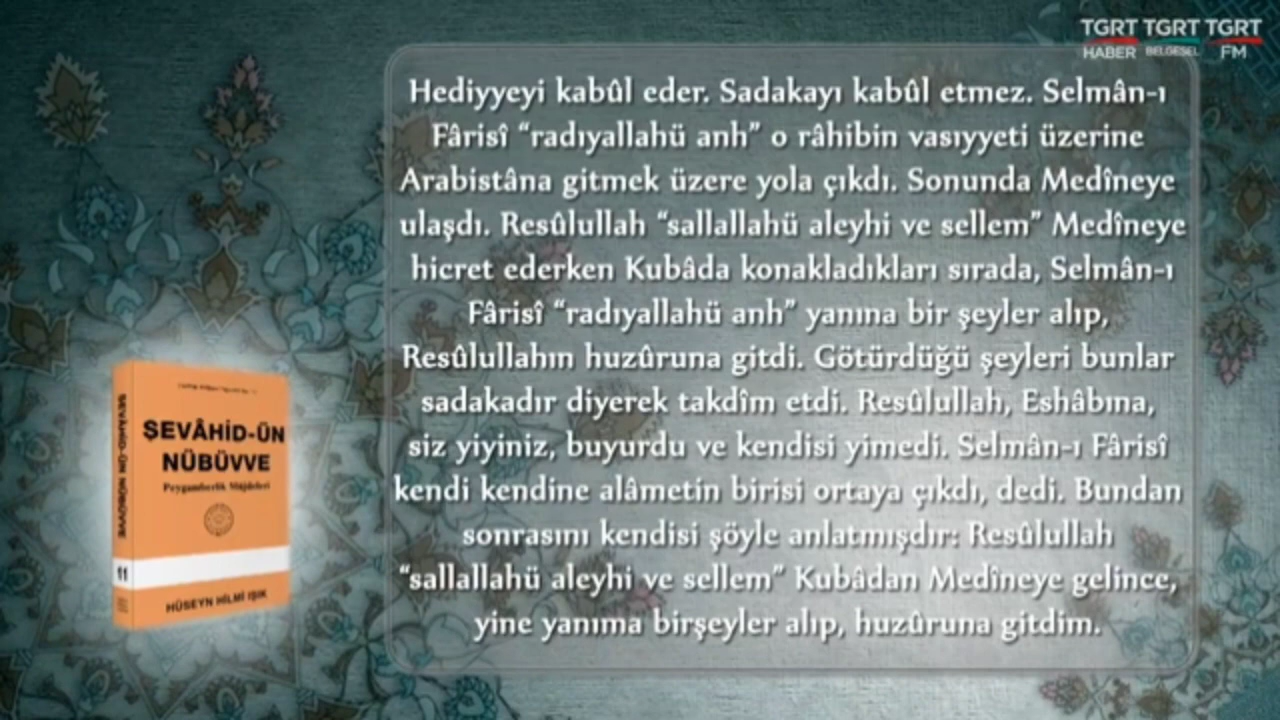 TGRT TGRT TGRT
HABER BELGESEL FM
Hediyyeyi kabûl eder. Sadakayı kabûl etmez. Selmân-ı
Fârisî “radıyallahü anh” o râhibin vasıyyeti üzerine
Arabistâna gitmek üzere yola çıkdı. Sonunda Medîneye
ulaşdı. Resûlullah “sallallahü aleyhi ve sellem” Medîneye
hicret ederken Kubâda konakladıkları sırada, Selmân-ı
Fârisî “radıyallahü anh” yanına bir şeyler alıp,
Resûlullahın huzûruna gitdi. Götürdüğü şeyleri bunlar
sadakadır diyerek takdîm etdi. Resûlullah, Eshâbına,
siz yiyiniz, buyurdu ve kendisi yimedi. Selmân-ı Fârisî
kendi kendine alâmetin birisi ortaya çıkdı, dedi. Bundan
sonrasını kendisi şöyle anlatmışdır: Resûlullah
“sallallahü aleyhi ve sellem” Kubâdan Medîneye gelince,
yine yanıma birşeyler alıp, huzûruna gitdim.
ŞEVÂHİD-ÜN
NÜBÜVVE
Peygamberlik Müjdeleri
HÜSEYN HİLMİ IŞIK
ŞEVÂHİD-ÜN NÜBÜVVE
11